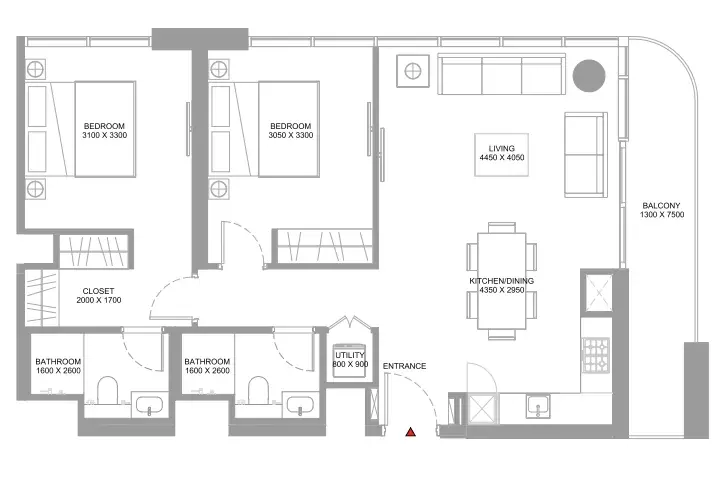 BEDROOM
3100 X 3300
BEDROOM
3050 X 3300
LIVING
4450 X 4050
BALCONY
1300 X 7500
KITCHEN/DINING
4350 X 2950
CLOSET
2000 X 1700
BATHROOM
1600 X 2600
BATHROOM
1600 X 2600
UTILITY
800 X 900
ENTRANCE